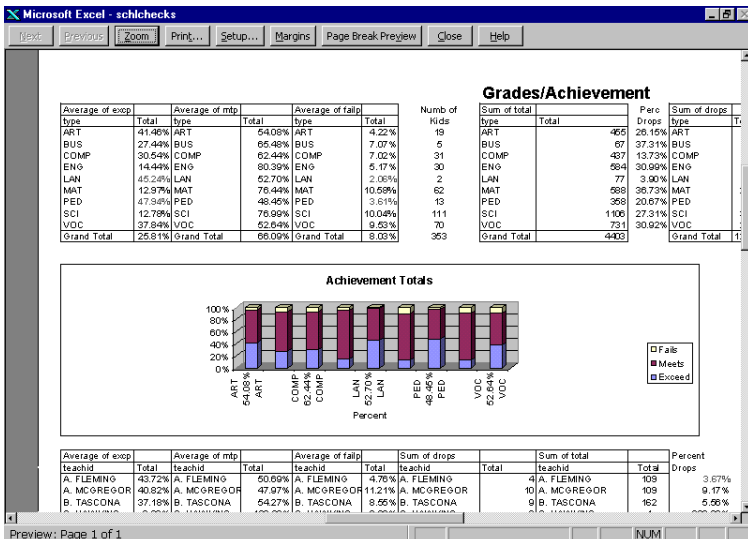 Microsoft Excel - schlchecks
Next Previous Zoom Print... Setup... Margins Page Break Preview Close Help
Grades/Achievement
Average of excp Average of mtp Average of failp Numb of Sum of total Perc Sum of drops
type Total type Total type Total Kids type Total Drops type
ART 41.46% ART 54.08% ART 4.22% 19 ART 455 26.15% ART
BUS 27.44% BUS 65.48% BUS 7.07% 5 BUS 67 37.31% BUS
COMP 30.54% COMP 62.44% COMP 7.02% 31 COMP 437 13.73% COMP
ENG 14.44% ENG 80.39% ENG 5.17% 30 ENG 584 30.99% ENG
LAN 45.24% LAN 52.70% LAN 2.06% 2 LAN 77 3.90% LAN
MAT 12.97% MAT 76.44% MAT 10.58% 62 MAT 588 36.73% MAT
PED 47.94% PED 48.45% PED 3.61% 13 PED 358 20.67% PED
SCI 12.78% SCI 76.99% SCI 10.04% 111 SCI 1106 27.31% SCI
VOC 37.84% VOC 52.64% VOC 9.53% 70 VOC 731 30.92% VOC
Grand Total 25.81% Grand Total 66.09% Grand Total 8.03% 353 Grand Total 4403 Grand Total
Achievement Totals
100%
80%
60%
40%
20%
0%
ART 54.08% ART COMP 62.44% COMP LAN 52.70% LAN PED 48.45% PED VOC 52.64% VOC
Percent
Fails
Meets
Exceed
Average of excp Average of mtp Average of failp Sum of drops Sum of total Percent
teachid Total teachid Total teachid Total teachid Total teachid Total Drops
A. FLEMING 43.72% A. FLEMING 50.69% A. FLEMING 4.76% A. FLEMING 4 A. FLEMING 109 3.67%
A. MCGREGOR 40.82% A. MCGREGOR 47.97% A. MCGREGOR 11.21% A. MCGREGOR 10 A. MCGREGOR 109 9.17%
B. TASCONA 37.18% B. TASCONA 54.27% B. TASCONA 8.55% B. TASCONA 9 B. TASCONA 162 5.56%
Preview: Page 1 of 1 NUM